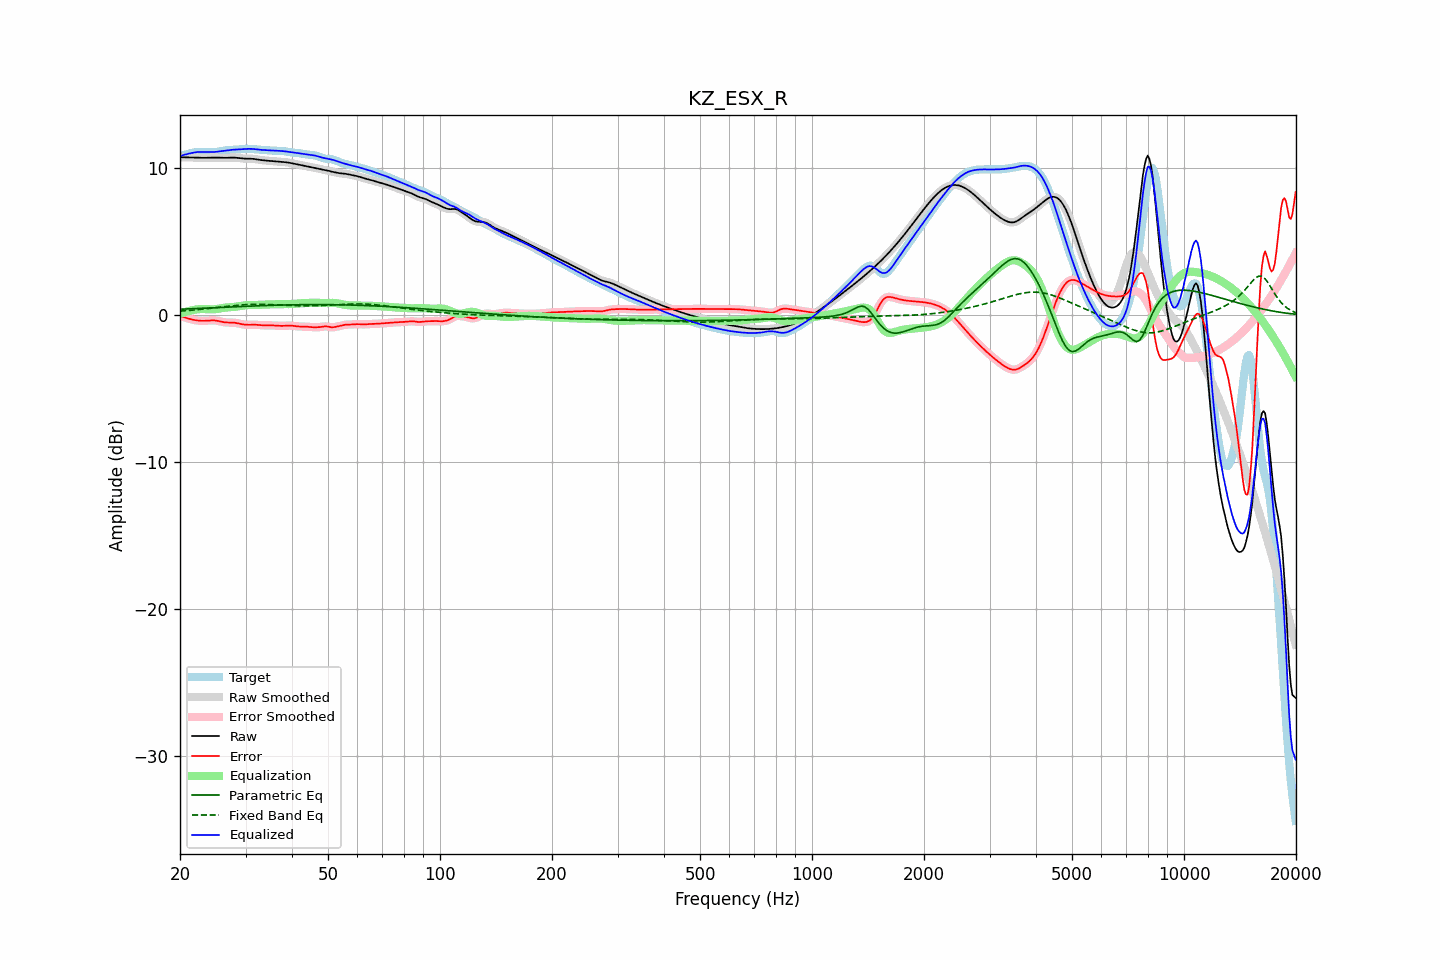 KZ_ESX_R
Amplitude (dBr)
10
0
−10
−20
−30
Target
Raw Smoothed
Error Smoothed
Raw
Error
Equalization
Parametric Eq
Fixed Band Eq
Equalized
20 50 100 200 500 1000 2000 5000 10000 20000
Frequency (Hz)